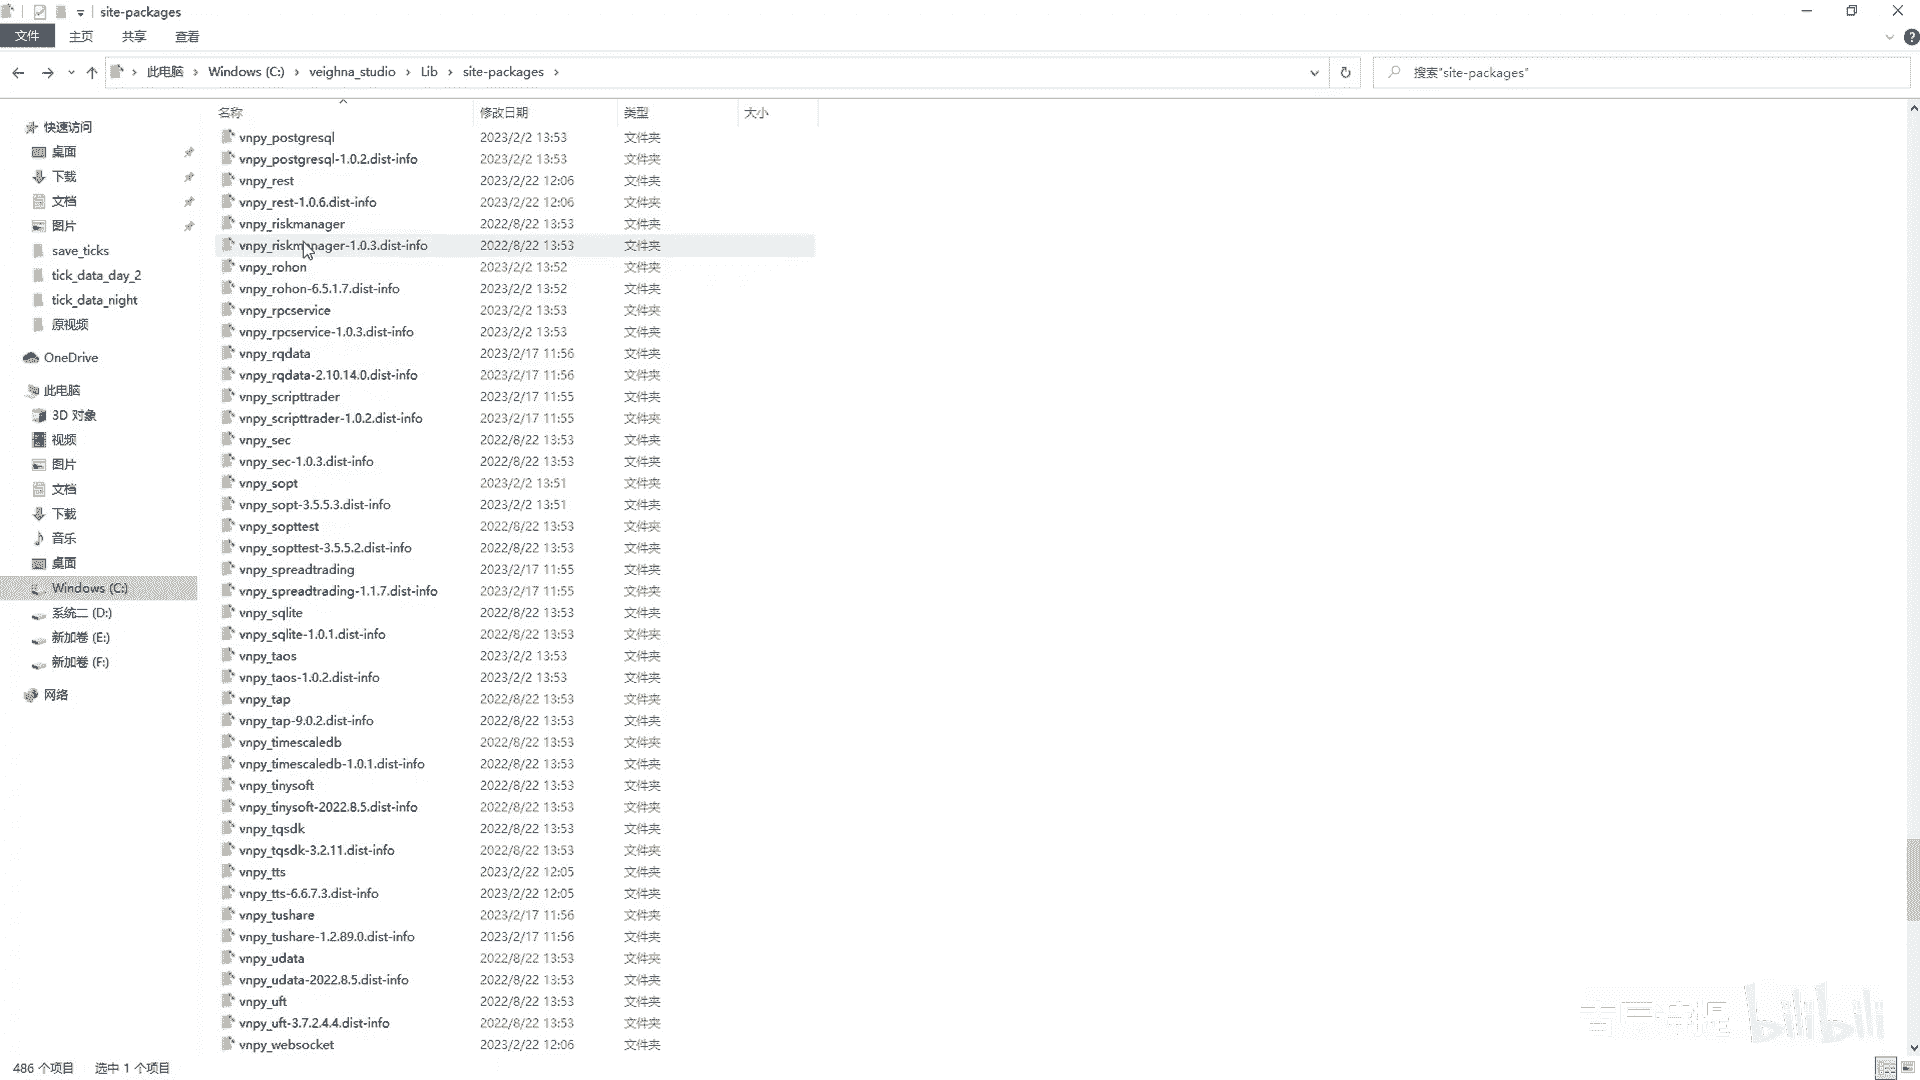 site-packages
文件 主页 共享 查看
此电脑 › Windows (C:) › veighna_studio › Lib › site-packages ›
搜索"site-packages"
名称 修改日期 类型 大小
快速访问
桌面
下载
文档
图片
save_ticks
tick_data_day_2
tick_data_night
原视频
OneDrive
此电脑
3D 对象
视频
图片
文档
下载
音乐
桌面
Windows (C:)
系统二 (D:)
新加卷 (E:)
新加卷 (F:)
网络
vnpy_postgresql 2023/2/2 13:53 文件夹
vnpy_postgresql-1.0.2.dist-info 2023/2/2 13:53 文件夹
vnpy_rest 2023/2/22 12:06 文件夹
vnpy_rest-1.0.6.dist-info 2023/2/22 12:06 文件夹
vnpy_riskmanager 2022/8/22 13:53 文件夹
vnpy_riskmanager-1.0.3.dist-info 2022/8/22 13:53 文件夹
vnpy_rohon 2023/2/2 13:52 文件夹
vnpy_rohon-6.5.1.7.dist-info 2023/2/2 13:52 文件夹
vnpy_rpcservice 2023/2/2 13:53 文件夹
vnpy_rpcservice-1.0.3.dist-info 2023/2/2 13:53 文件夹
vnpy_rqdata 2023/2/17 11:56 文件夹
vnpy_rqdata-2.10.14.0.dist-info 2023/2/17 11:56 文件夹
vnpy_scripttrader 2023/2/17 11:55 文件夹
vnpy_scripttrader-1.0.2.dist-info 2023/2/17 11:55 文件夹
vnpy_sec 2022/8/22 13:53 文件夹
vnpy_sec-1.0.3.dist-info 2022/8/22 13:53 文件夹
vnpy_sopt 2023/2/2 13:51 文件夹
vnpy_sopt-3.5.5.3.dist-info 2023/2/2 13:51 文件夹
vnpy_sopttest 2022/8/22 13:53 文件夹
vnpy_sopttest-3.5.5.2.dist-info 2022/8/22 13:53 文件夹
vnpy_spreadtrading 2023/2/17 11:55 文件夹
vnpy_spreadtrading-1.1.7.dist-info 2023/2/17 11:55 文件夹
vnpy_sqlite 2022/8/22 13:53 文件夹
vnpy_sqlite-1.0.1.dist-info 2022/8/22 13:53 文件夹
vnpy_taos 2023/2/2 13:53 文件夹
vnpy_taos-1.0.2.dist-info 2023/2/2 13:53 文件夹
vnpy_tap 2022/8/22 13:53 文件夹
vnpy_tap-9.0.2.dist-info 2022/8/22 13:53 文件夹
vnpy_timescaledb 2022/8/22 13:53 文件夹
vnpy_timescaledb-1.0.1.dist-info 2022/8/22 13:53 文件夹
vnpy_tinysoft 2022/8/22 13:53 文件夹
vnpy_tinysoft-2022.8.5.dist-info 2022/8/22 13:53 文件夹
vnpy_tqsdk 2022/8/22 13:53 文件夹
vnpy_tqsdk-3.2.11.dist-info 2022/8/22 13:53 文件夹
vnpy_tts 2023/2/22 12:05 文件夹
vnpy_tts-6.6.7.3.dist-info 2023/2/22 12:05 文件夹
vnpy_tushare 2023/2/17 11:56 文件夹
vnpy_tushare-1.2.89.0.dist-info 2023/2/17 11:56 文件夹
vnpy_udata 2022/8/22 13:53 文件夹
vnpy_udata-2022.8.5.dist-info 2022/8/22 13:53 文件夹
vnpy_uft 2022/8/22 13:53 文件夹
vnpy_uft-3.7.2.4.4.dist-info 2022/8/22 13:53 文件夹
vnpy_websocket 2023/2/22 12:06 文件夹
bilibili
486 个项目 选中 1 个项目